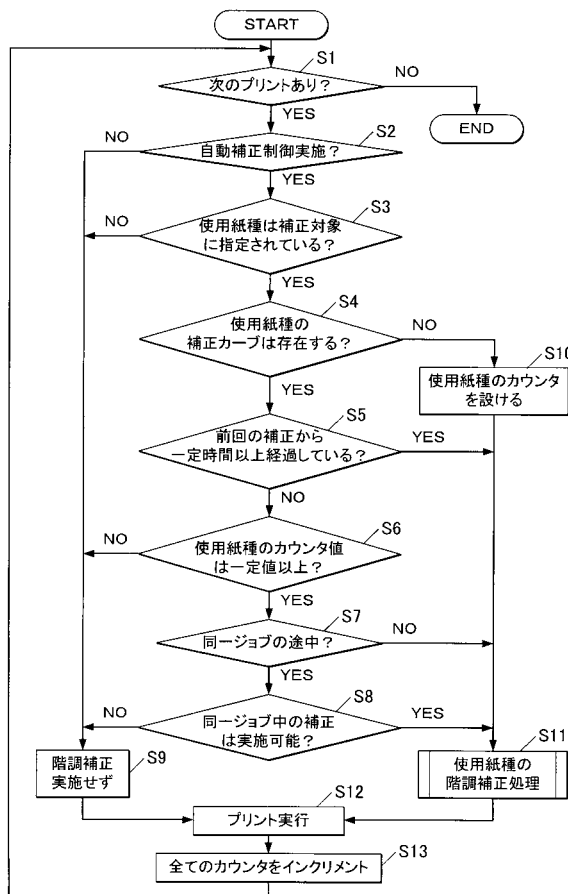 START
S1
次のプリントあり?
NO
YES
END
S2
NO
自動補正制御実施?
YES
S3
NO
使用紙種は補正対象
に指定されている?
YES
S4
使用紙種の
補正カーブは存在する?
NO
YES
S10
使用紙種のカウンタ
を設ける
S5
前回の補正から
一定時間以上経過している?
YES
NO
S6
NO
使用紙種のカウンタ値
は一定値以上?
YES
S7
同一ジョブの途中?
NO
YES
S8
NO
同一ジョブ中の補正
は実施可能?
YES
階調補正
実施せず
S9
S11
使用紙種の
階調補正処理
S12
プリント実行
S13
全てのカウンタをインクリメント